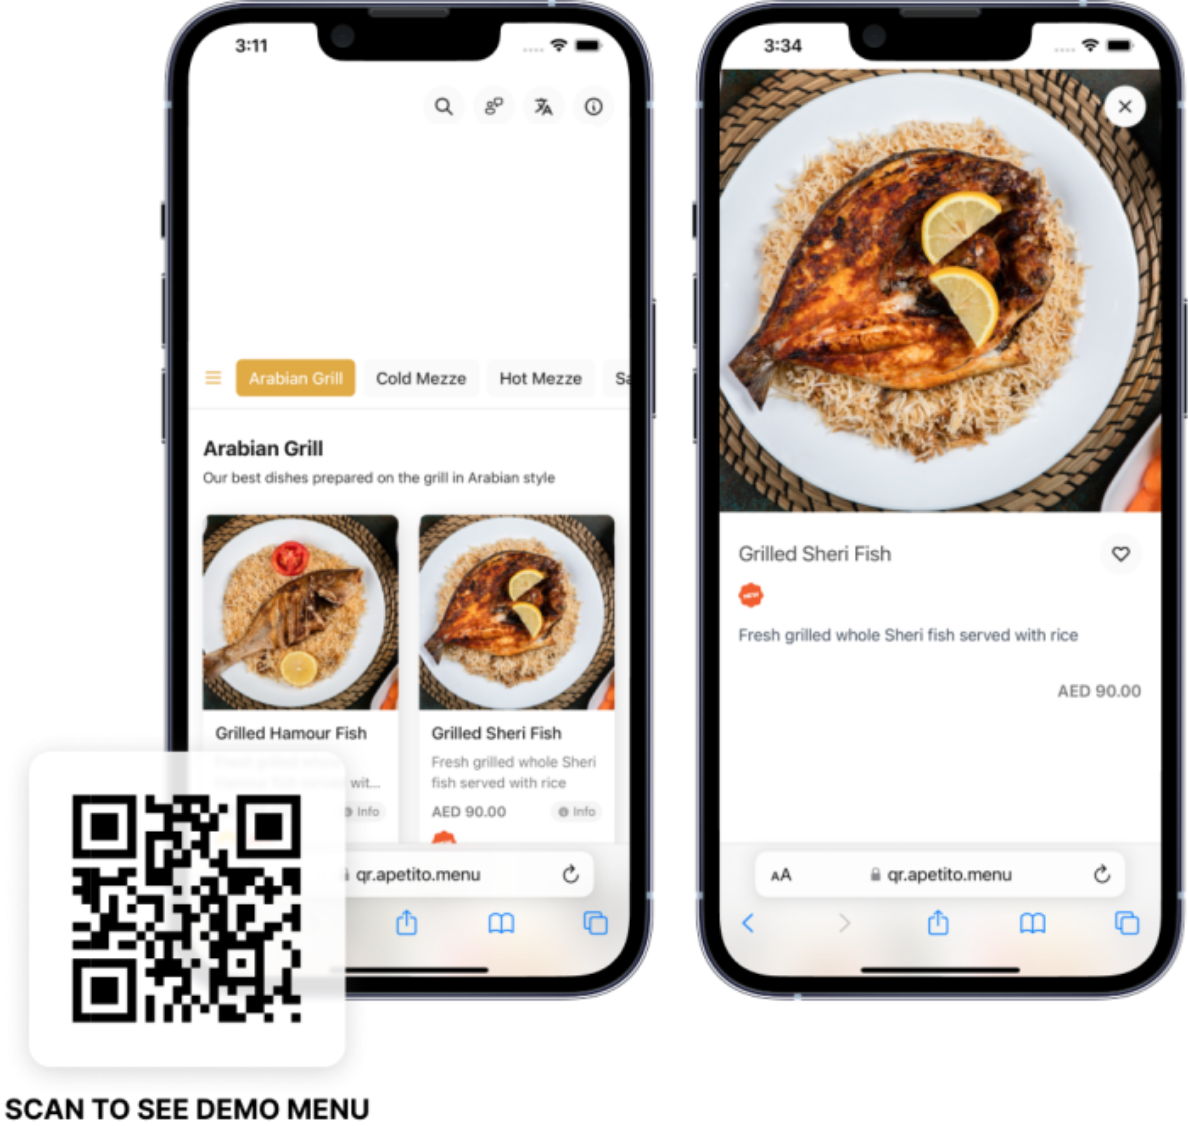 3:11
Arabian Grill
Cold Mezze
Hot Mezze
Arabian Grill
Our best dishes prepared on the grill in Arabian style
Grilled Hamour Fish
wit...
Info
Grilled Sheri Fish
Fresh grilled whole Sheri
fish served with rice
AED 90.00
Info
qr.apetito.menu
SCAN TO SEE DEMO MENU
3:34
Grilled Sheri Fish
NEW
Fresh grilled whole Sheri fish served with rice
AED 90.00
AA
qr.apetito.menu